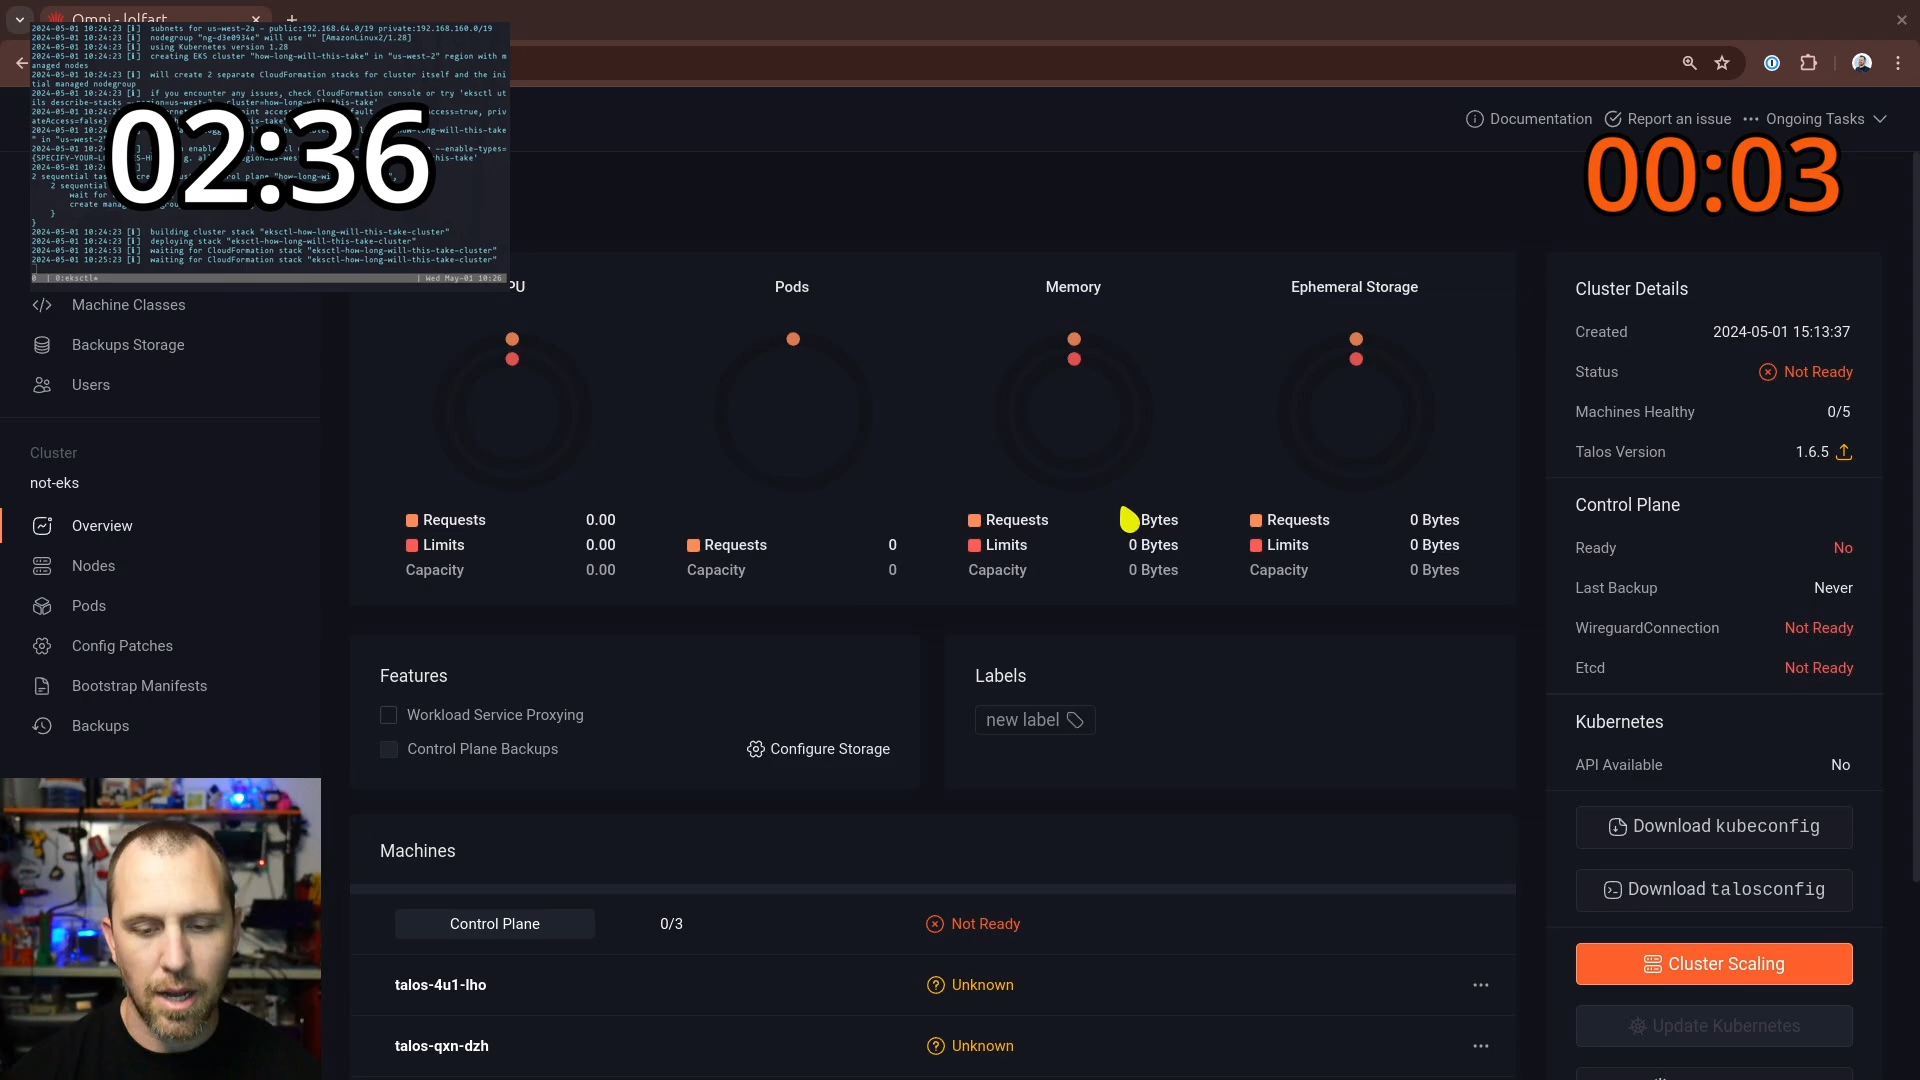 Omni - lolfart
2024-05-01 10:24:23 [ℹ]  subnets for us-west-2a - public:192.168.64.0/19 private:192.168.160.0/19
2024-05-01 10:24:23 [ℹ]  nodegroup "ng-d3e0934e" will use "" [AmazonLinux2/1.28]
2024-05-01 10:24:23 [ℹ]  using Kubernetes version 1.28
2024-05-01 10:24:23 [ℹ]  creating EKS cluster "how-long-will-this-take" in "us-west-2" region with m
anaged nodes
2024-05-01 10:24:23 [ℹ]  will create 2 separate CloudFormation stacks for cluster itself and the ini
tial managed nodegroup
2024-05-01 10:24:23 [ℹ]  if you encounter any issues, check CloudFormation console or try 'eksctl ut
2024-05-01 10:24:23 [ℹ]  building cluster stack "eksctl-how-long-will-this-take-cluster"
2024-05-01 10:24:23 [ℹ]  deploying stack "eksctl-how-long-will-this-take-cluster"
2024-05-01 10:24:53 [ℹ]  waiting for CloudFormation stack "eksctl-how-long-will-this-take-cluster"
2024-05-01 10:25:23 [ℹ]  waiting for CloudFormation stack "eksctl-how-long-will-this-take-cluster"
0:eksctl* | Wed May-01 10:26
02:36
Documentation
Report an issue
Ongoing Tasks
00:03
Machine Classes
Backups Storage
Users
Cluster
not-eks
Overview
Nodes
Pods
Config Patches
Bootstrap Manifests
Backups
PU
Requests 0.00
Limits 0.00
Capacity 0.00
Pods
Requests 0
Capacity 0
Memory
Requests Bytes
Limits 0 Bytes
Capacity 0 Bytes
Ephemeral Storage
Requests 0 Bytes
Limits 0 Bytes
Capacity 0 Bytes
Features
Workload Service Proxying
Control Plane Backups
Configure Storage
Labels
new label
Machines
Control Plane 0/3 Not Ready
talos-4u1-lho Unknown
talos-qxn-dzh Unknown
Cluster Details
Created 2024-05-01 15:13:37
Status Not Ready
Machines Healthy 0/5
Talos Version 1.6.5
Control Plane
Ready No
Last Backup Never
WireguardConnection Not Ready
Etcd Not Ready
Kubernetes
API Available No
Download kubeconfig
Download talosconfig
Cluster Scaling
Update Kubernetes